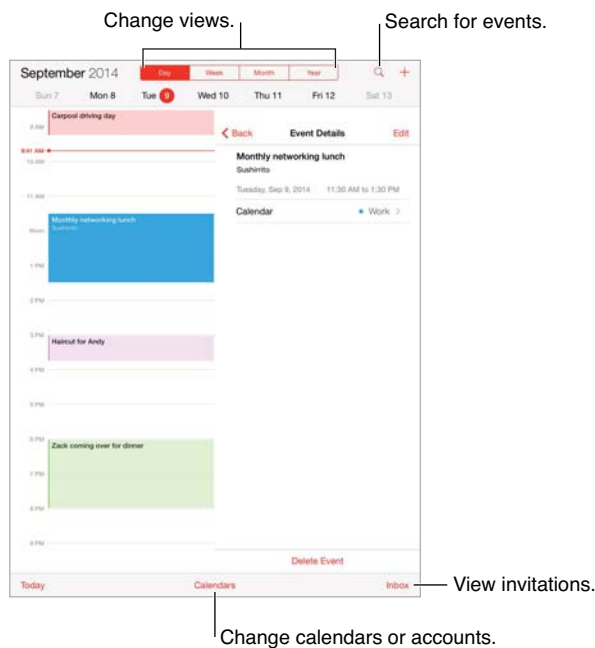 Change views.
Search for events.
September 2014
Day
Week
Month
Year
Sun 7
Mon 8
Tue 9
Wed 10
Thu 11
Fri 12
Sat 13
Carpool driving day
9 AM
Back
Event Details
Edit
9:41 AM
10 AM
Monthly networking lunch
Sushirrito
Tuesday, Sep 9, 2014
11:30 AM to 1:30 PM
11 AM
Calendar
Work
Monthly networking lunch
Sushirrito
Noon
1 PM
2 PM
3 PM
Haircut for Andy
4 PM
5 PM
6 PM
Zack coming over for dinner
7 PM
8 PM
9 PM
Delete Event
Today
Calendars
Inbox
View invitations.
Change calendars or accounts.